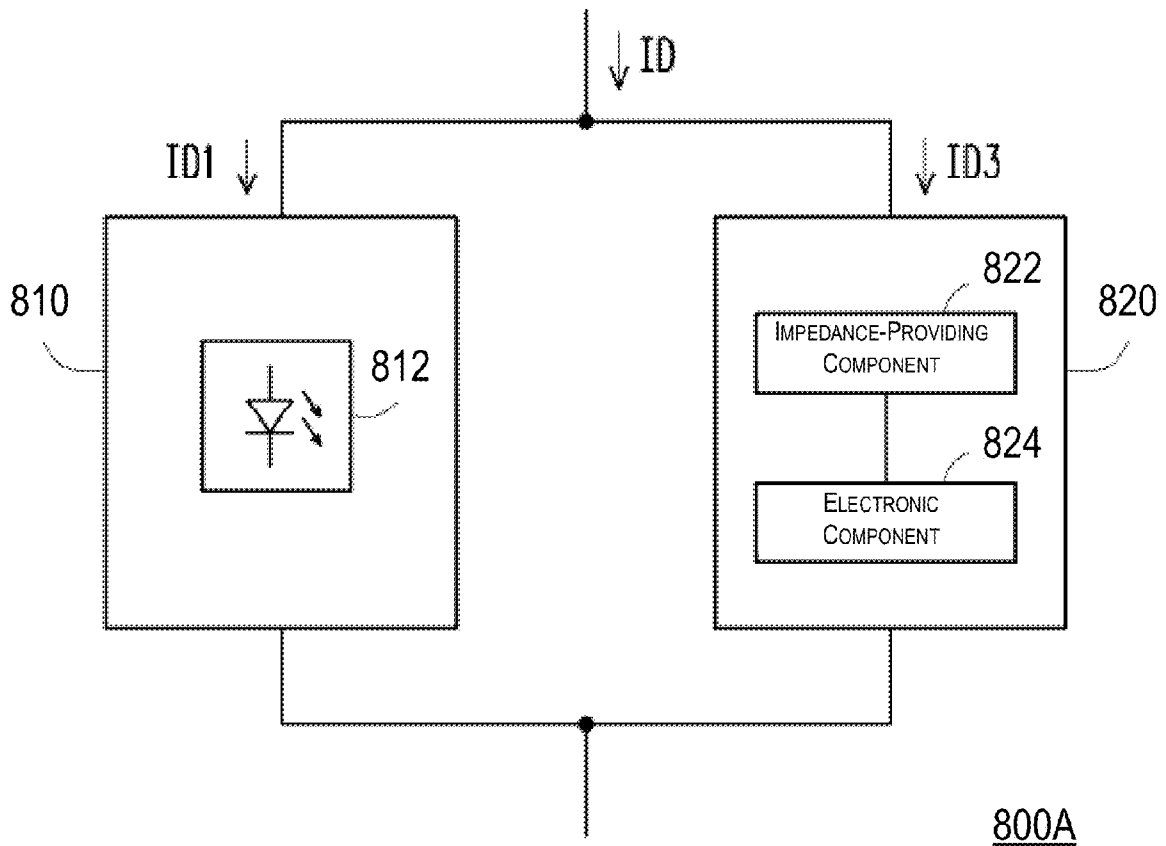 ID
ID1
ID3
810
812
822
820
IMPEDANCE-PROVIDING
COMPONENT
824
ELECTRONIC
COMPONENT
800A